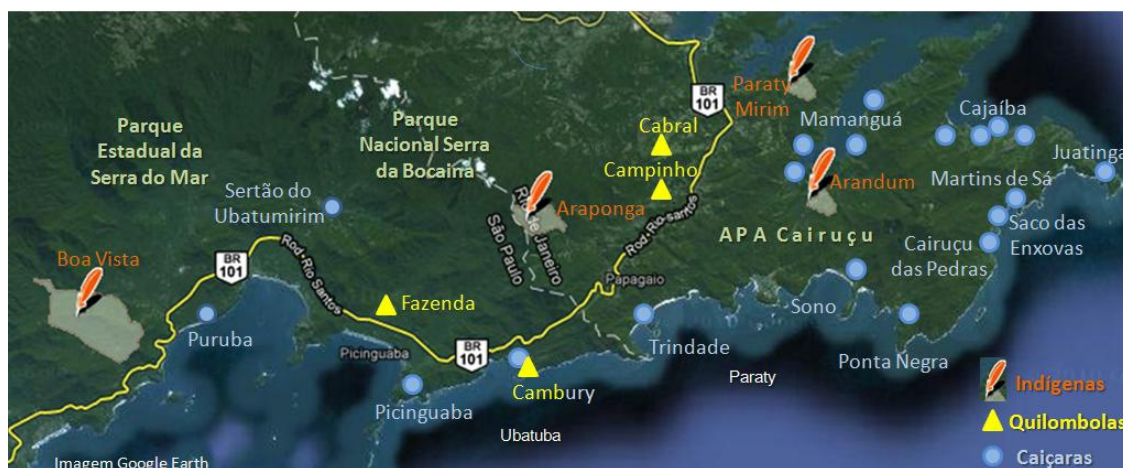 BR
101
Paraty
Mirim
Parque
Estadual da
Serra do Mar
Parque
Nacional Serra
da Bocaina
Cabral
Mamanguá
Cajaíba
Campinho
Juatinga
Sertão do
Ubatumirim
Araponga
Arandum
Martins de Sá
Rio de Janeiro
São Paulo
Rod. Rio-santos
APA Cairuçu
Saco das
Enxovas
Cairuçu
das Pedras
Boa Vista
BR
101
Rod. Rio Santos
Papagaio
Fazenda
Puruba
Sono
Trindade
Picinguaba
BR
101
Ponta Negra
Paraty
Indígenas
Picinguaba
Cambury
Quilombolas
Ubatuba
Caiçaras
Imagem Google Earth